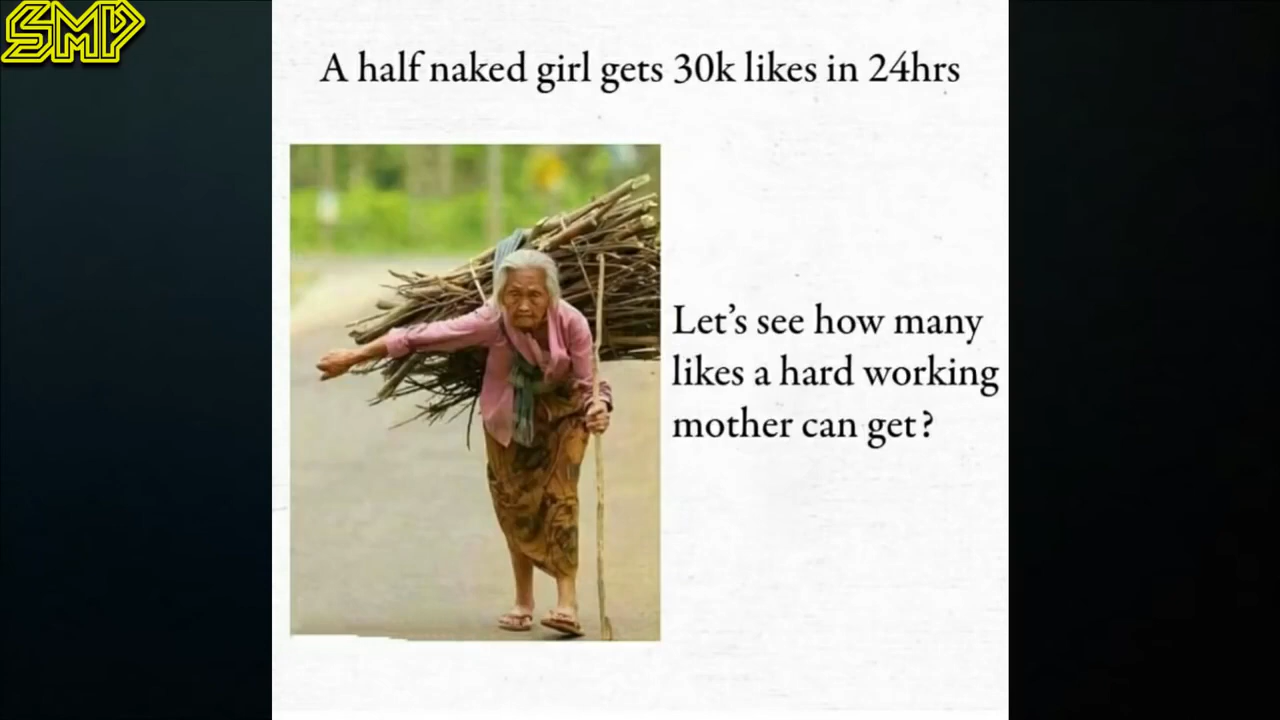 SMP
A half naked girl gets 30k likes in 24hrs
Let's see how many
likes a hard working
mother can get?